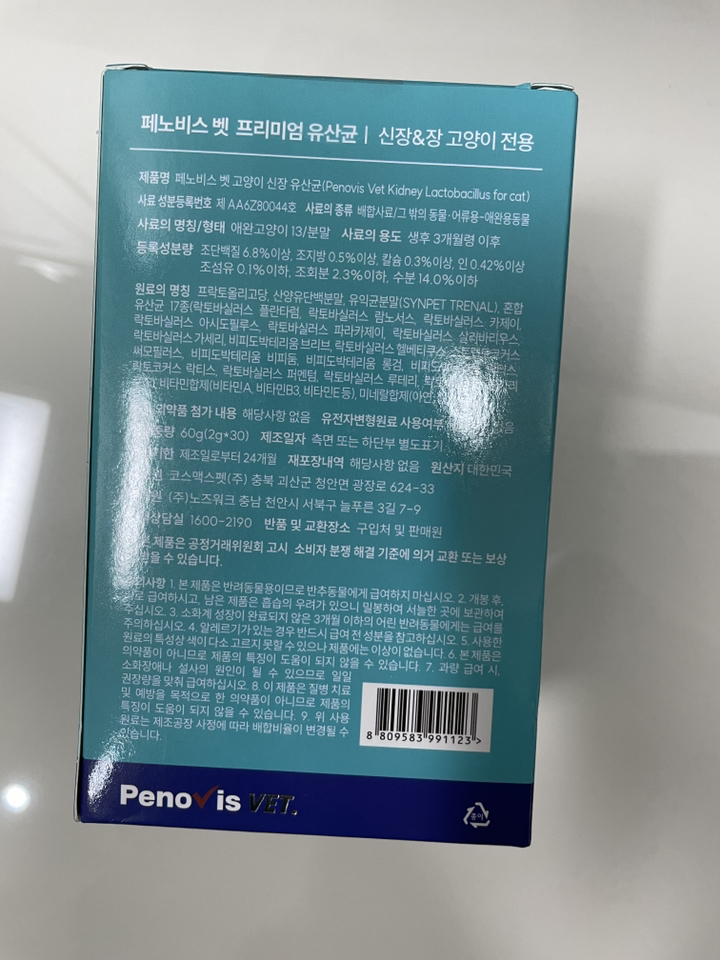 페노비스 벳 프리미엄 유산균 | 신장&장 고양이 전용
제품명 페노비스 벳 고양이 신장 유산균(Penovis Vet Kidney Lactobacillus for cat)
사료 성분등록번호 제 AA6Z80044호 사료의 종류 배합사료/그 밖의 동물·어류용-애완용동물
사료의 명칭/형태 애완고양이 13/분말 사료의 용도 생후 3개월령 이후
등록성분량 조단백질 6.8%이상, 조지방 0.5%이상, 칼슘 0.3%이상, 인 0.42%이상
조섬유 0.1%이하, 조회분 2.3%이하, 수분 14.0%이하
원료의 명칭 프락토올리고당, 산양유단백분말, 유익균분말(SYNPET TRENAL), 혼합
유산균 17종(락토바실러스 플란타럼, 락토바실러스 람노서스, 락토바실러스 카제이,
락토바실러스 아시도필루스, 락토바실러스 파라카제이, 락토바실러스 살리바리우스,
락토바실러스 가세리, 비피도박테리움 브리브, 락토바실러스 헬베티쿠스,
써모필러스, 비피도박테리움 비피둠, 비피도박테리움 롱검,
락토코커스 락티스, 락토바실러스 퍼멘텀, 락토바실러스 루테리,
비타민합제(비타민A, 비타민B3, 비타민E 등), 미네랄합제(아연,
의약품 첨가 내용 해당사항 없음 유전자변형원료 사용여부
60g(2g*30) 제조일자 측면 또는 하단부 별도표기
제조일로부터 24개월 재포장내역 해당사항 없음 원산지 대한민국
코스맥스펫(주) 충북 괴산군 청안면 광장로 624-33
(주)노즈워크 충남 천안시 서북구 늘푸른 3길 7-9
1600-2190 반품 및 교환장소 구입처 및 판매원
제품은 공정거래위원회 고시 소비자 분쟁 해결 기준에 의거 교환 또는 보상
받을 수 있습니다.
1. 본 제품은 반려동물용이므로 반추동물에게 급여하지 마십시오. 2. 개봉 후,
급여하시고, 남은 제품은 흡습의 우려가 있으니 밀봉하여 서늘한 곳에 보관하여
주십시오. 3. 소화계 성장이 완료되지 않은 3개월 이하의 어린 반려동물에게는 급여를
주의하십시오. 4. 알레르기가 있는 경우 반드시 급여 전 성분을 참고하십시오. 5. 사용한
원료의 특성상 색이 다소 고르지 못할 수 있으나 제품에는 이상이 없습니다. 6. 본 제품은
의약품이 아니므로 제품의 특징이 도움이 되지 않을 수 있습니다. 7. 과량 급여 시,
소화장애나 설사의 원인이 될 수 있으므로 일일
권장량을 맞춰 급여하십시오. 8. 이 제품은 질병 치료
및 예방을 목적으로 한 의약품이 아니므로 제품의
특징이 도움이 되지 않을 수 있습니다. 9. 위 사용
원료는 제조공장 사정에 따라 배합비율이 변경될 수
있습니다.
8 809583 991123 >
Penovis VET.
종이